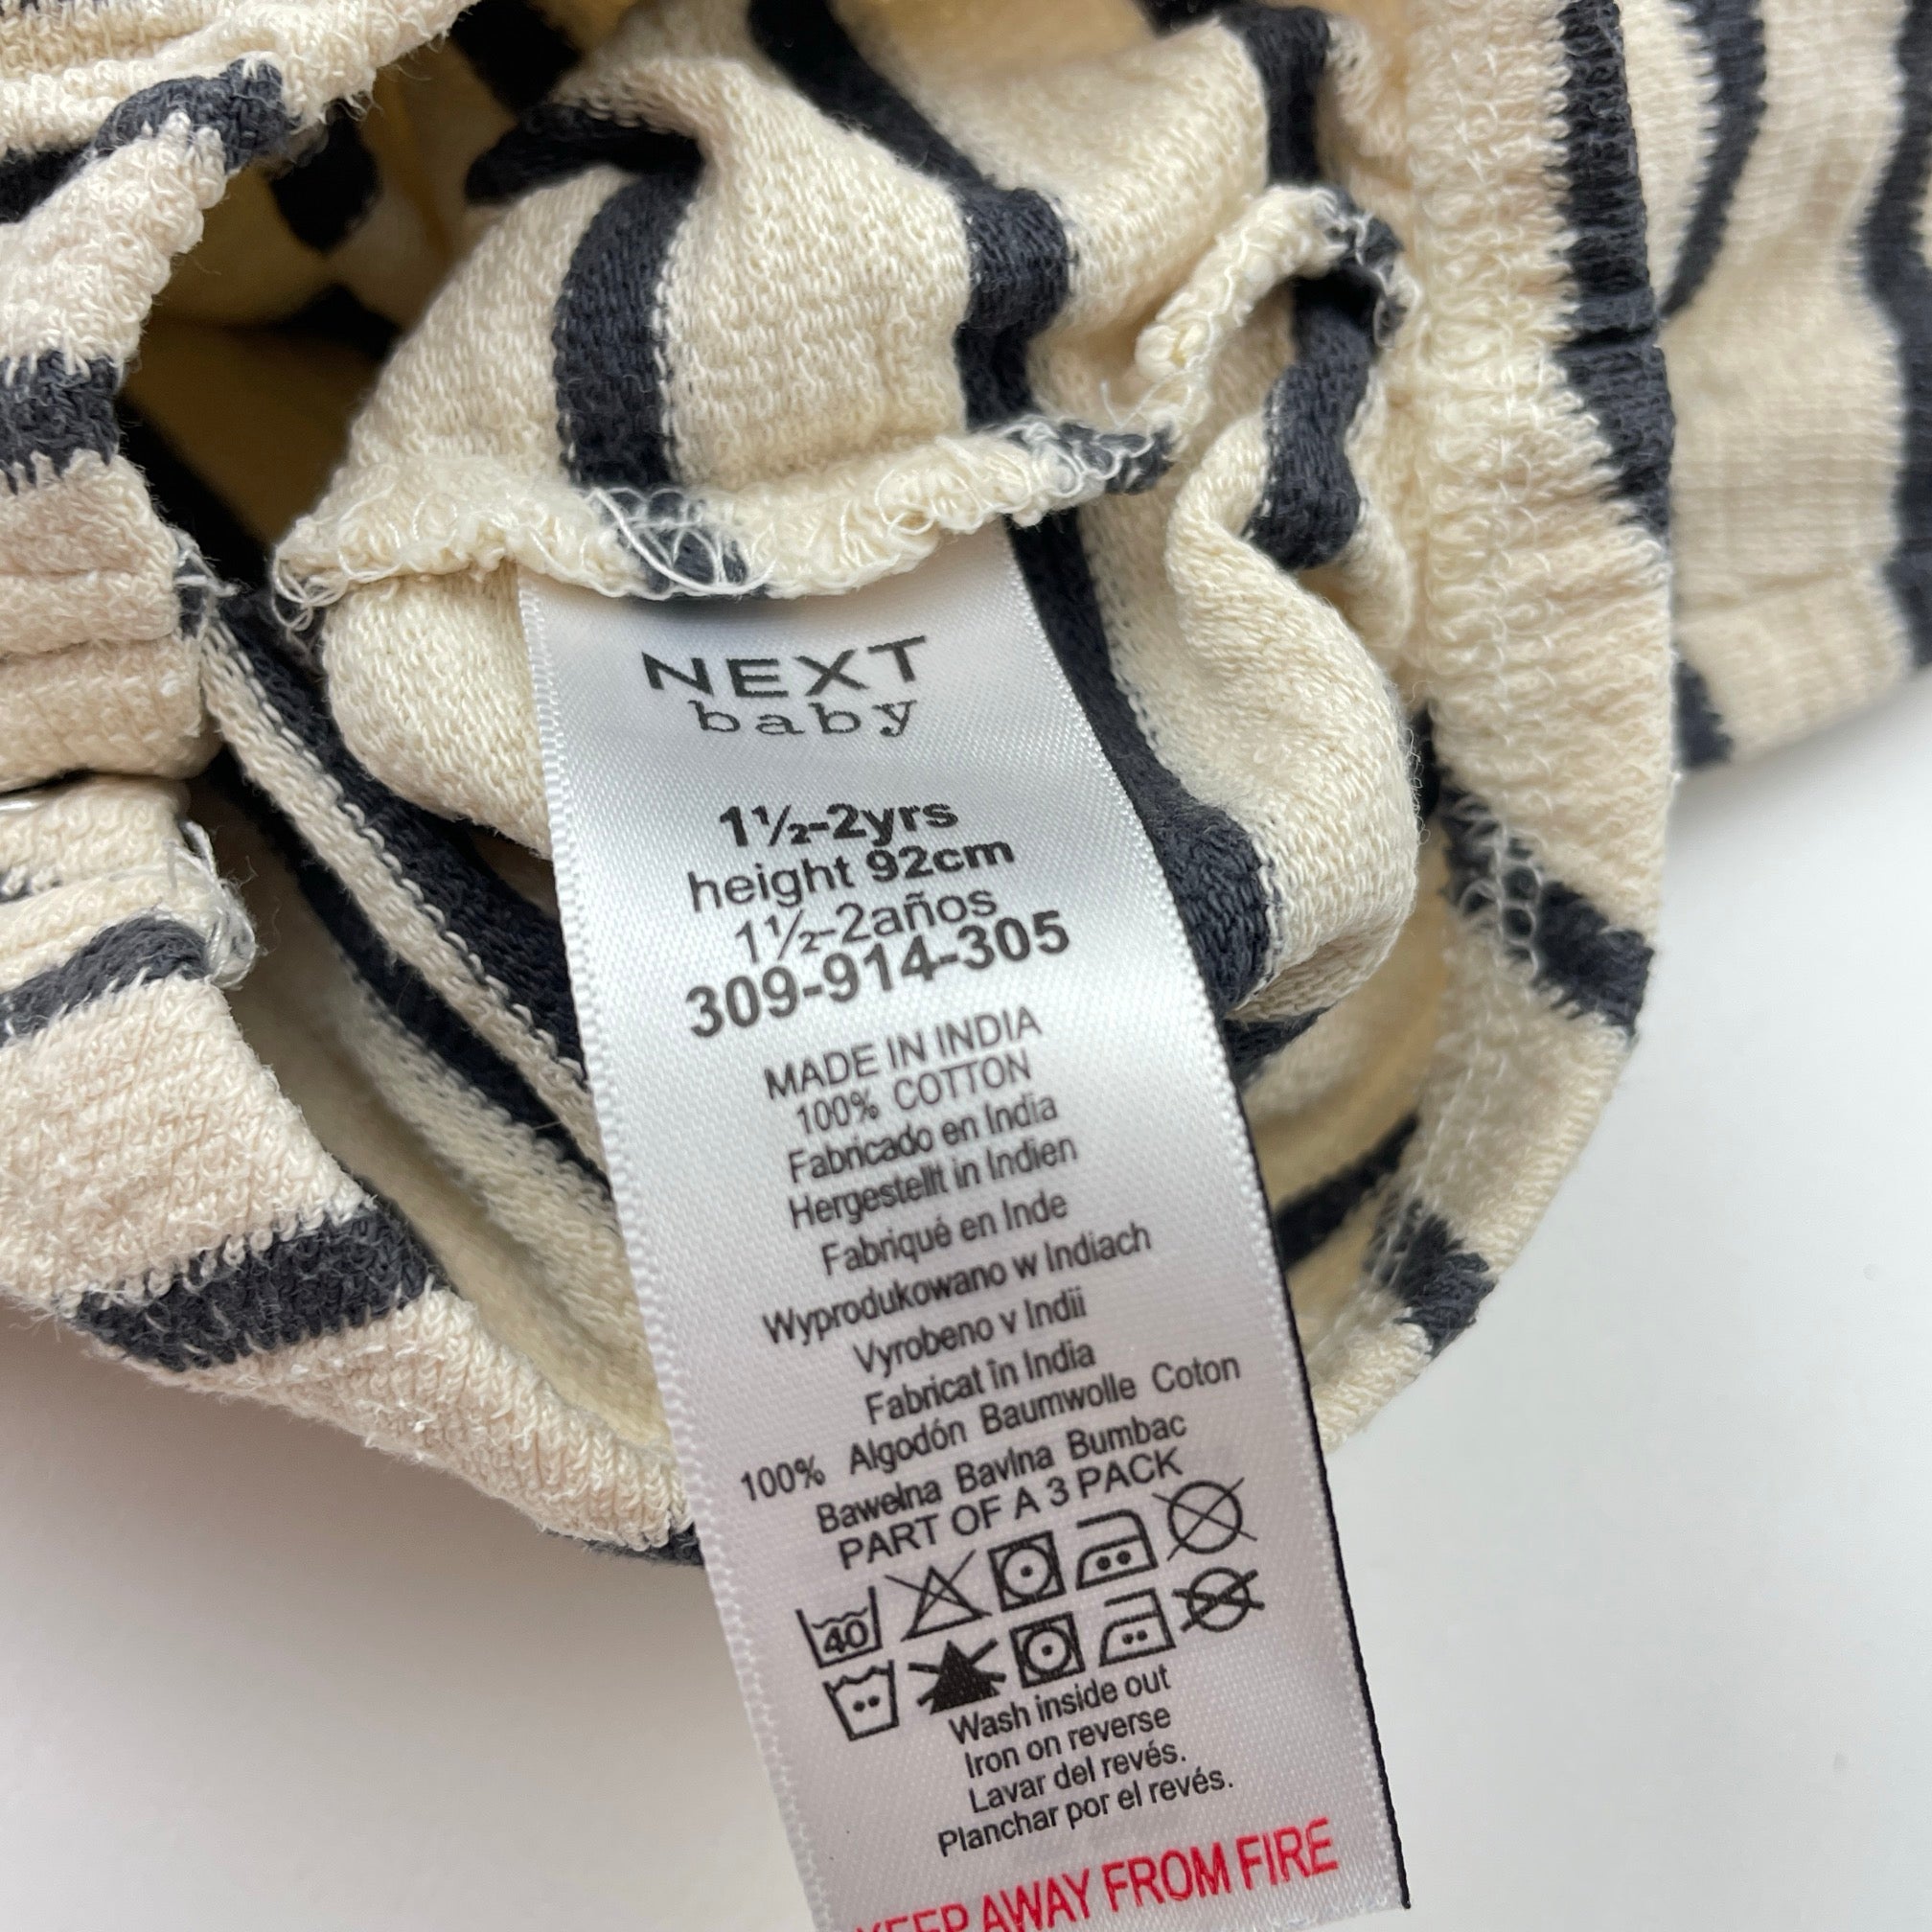 NEXT
baby
1½-2yrs
height 92cm
1½-2años
309-914-305
MADE IN INDIA
100% COTTON
Fabricado en India
Hergestellt in Indien
Fabriqué en Inde
Wyprodukowano w Indiach
Vyrobeno v Indii
Fabricat în India
100% Algodón Baumwolle Coton
Bawełna Bavlna Bumbac
PART OF A 3 PACK
40
Wash inside out
Iron on reverse
Lavar del revés.
Planchar por el revés.
KEEP AWAY FROM FIRE